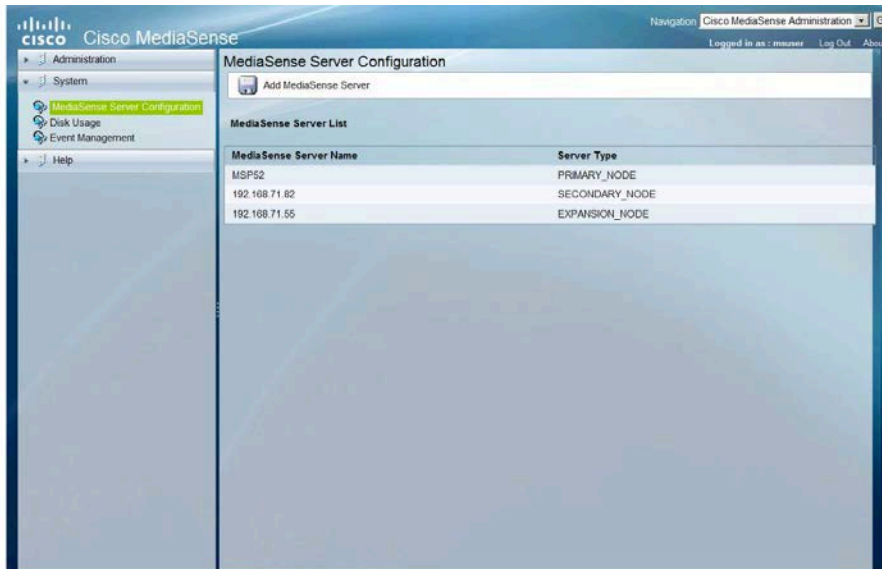 Navigation Cisco MediaSense Administration
CISCO Cisco MediaSense
Logged in as : msuser Log Out Abou
Administration
System
MediaSense Server Configuration
Disk Usage
Event Management
Help
MediaSense Server Configuration
Add MediaSense Server
MediaSense Server List
MediaSense Server Name Server Type
MSP52 PRIMARY_NODE
192.168.71.82 SECONDARY_NODE
192.168.71.55 EXPANSION_NODE